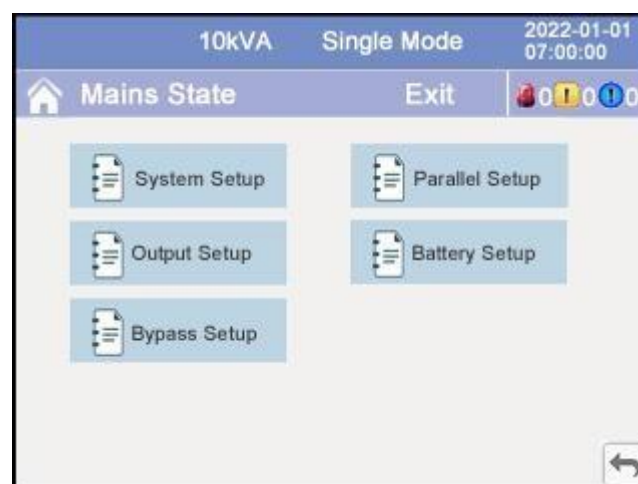 10kVA Single Mode 2022-01-01
07:00:00
Mains State Exit 0 ! 0 ! 0
System Setup Parallel Setup
Output Setup Battery Setup
Bypass Setup